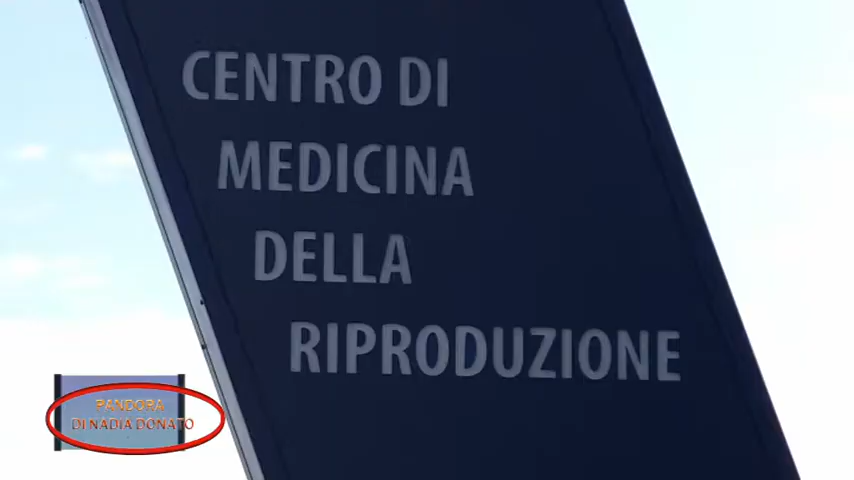 CENTRO DI
MEDICINA
DELLA
RIPRODUZIONE
PANDORA
DI NADIA DONATO